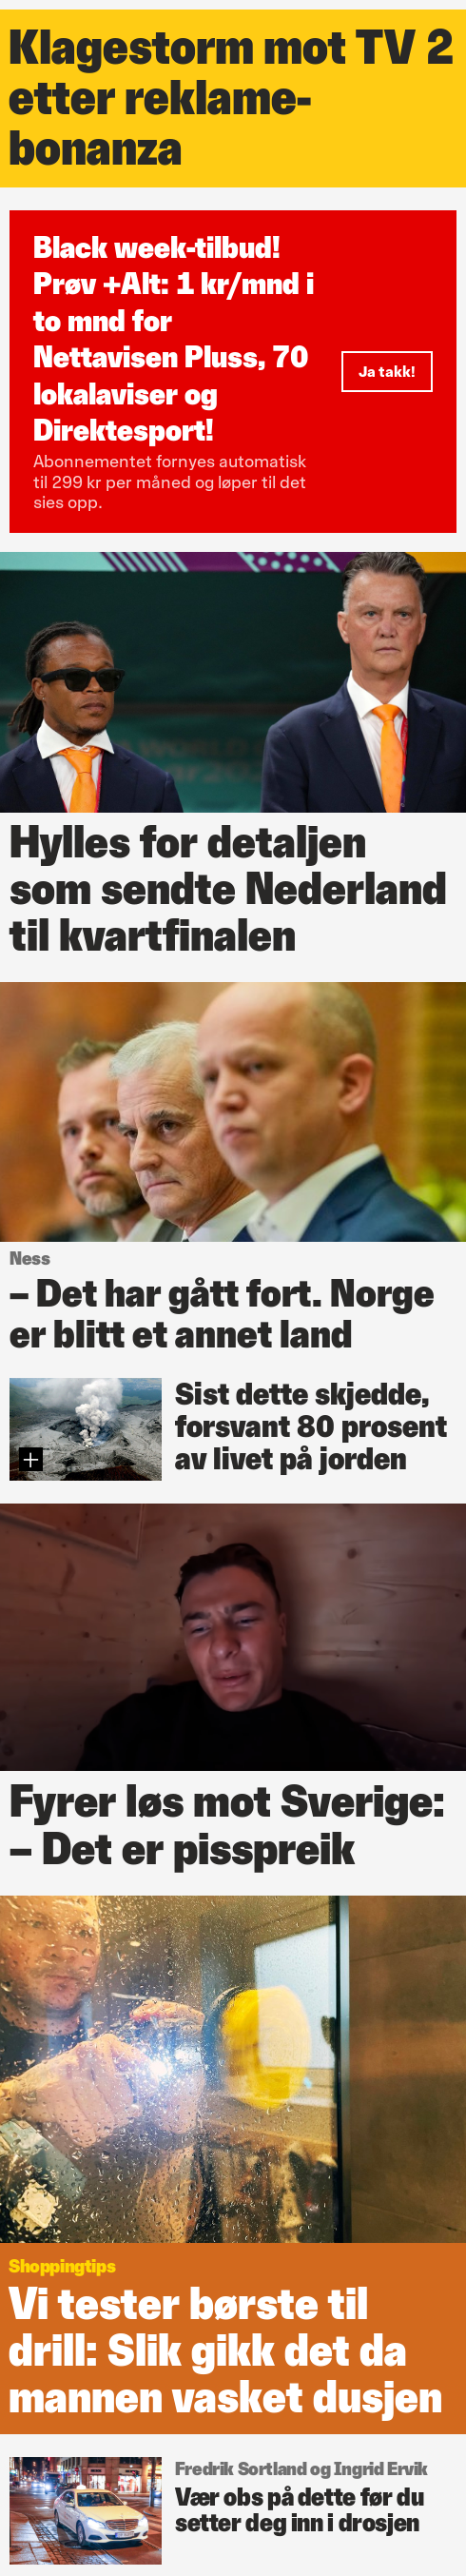 Klagestorm mot TV 2
etter reklame-
bonanza
Black week-tilbud!
Prøv +Alt: 1 kr/mnd i
to mnd for
Nettavisen Pluss, 70
lokalaviser og
Direktesport!
Abonnementet fornyes automatisk
til 299 kr per måned og løper til det
sies opp.
Ja takk!
Hylles for detaljen
som sendte Nederland
til kvartfinalen
Ness
– Det har gått fort. Norge
er blitt et annet land
Sist dette skjedde,
forsvant 80 prosent
av livet på jorden
Fyrer løs mot Sverige:
– Det er pisspreik
Shoppingtips
Vi tester børste til
drill: Slik gikk det da
mannen vasket dusjen
Fredrik Sortland og Ingrid Ervik
Vær obs på dette før du
setter deg inn i drosjen